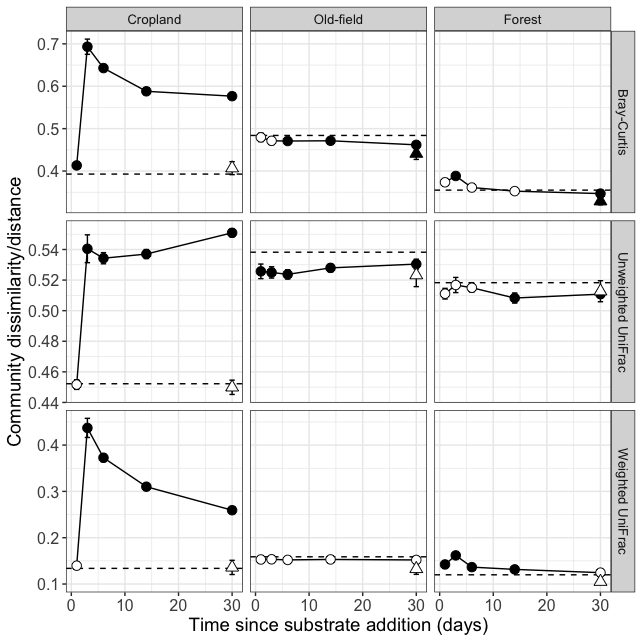 Cropland Old-field Forest
Community dissimilarity/distance
0.7
0.6
0.5
0.4
Bray-Curtis
0.54
0.52
0.50
0.48
0.46
0.44
Unweighted UniFrac
0.4
0.3
0.2
0.1
Weighted UniFrac
0 10 20 30 0 10 20 30 0 10 20 30
Time since substrate addition (days)